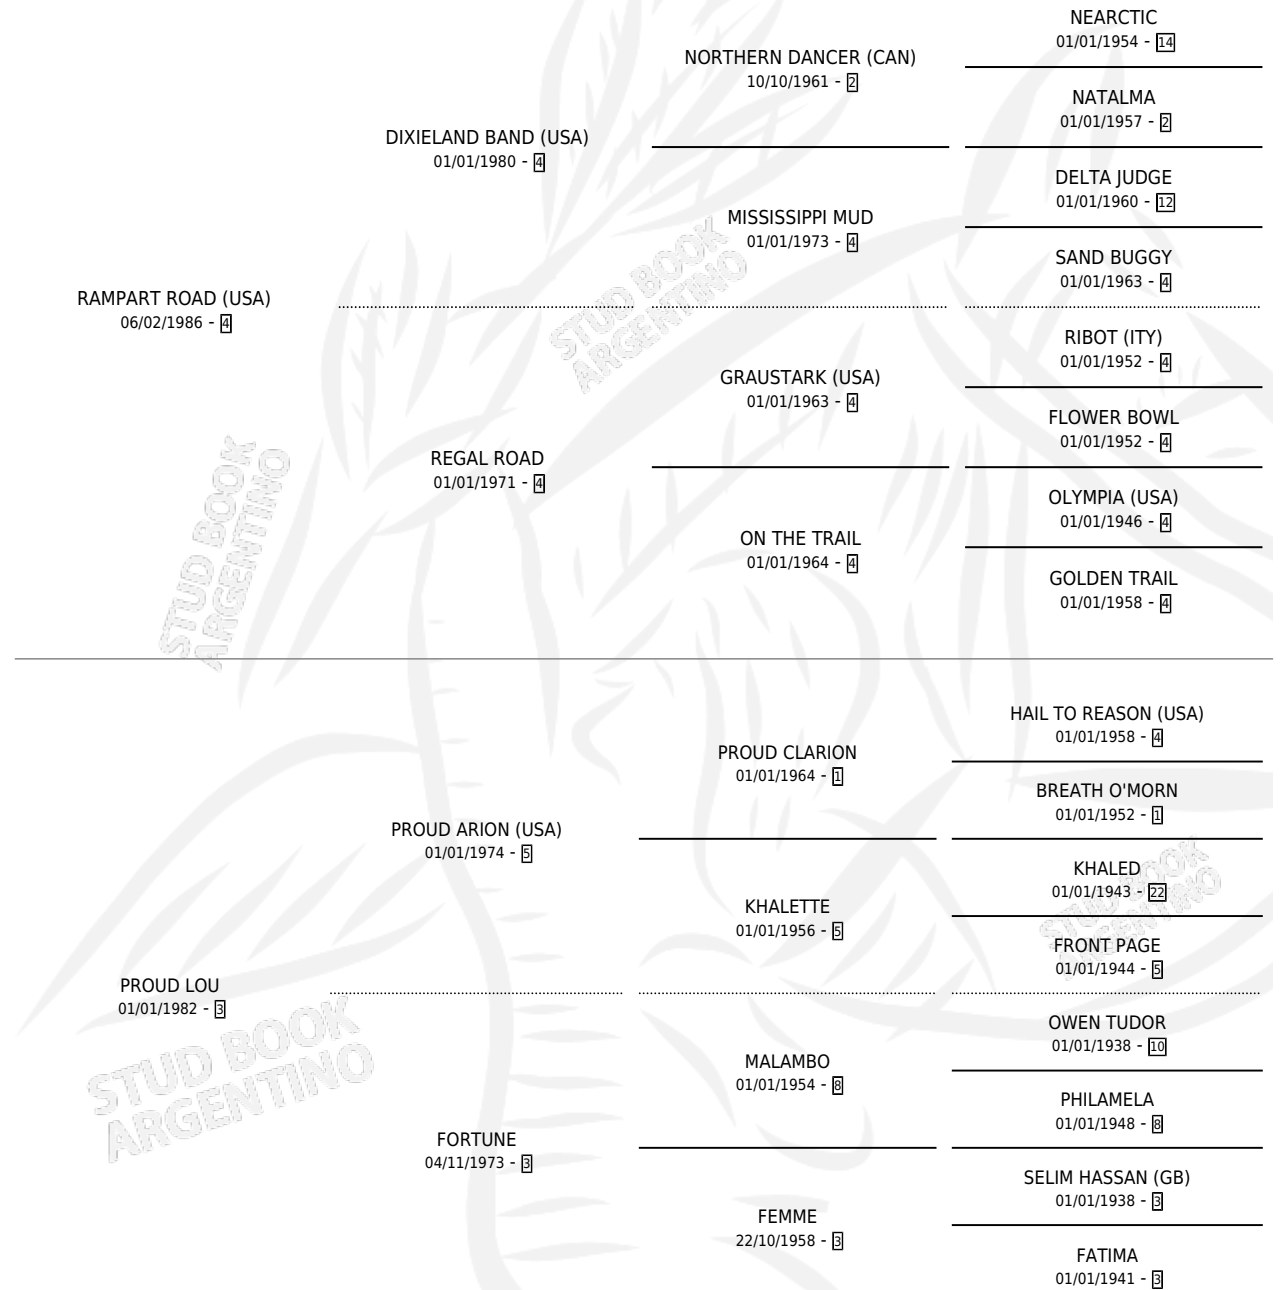 NEARCTIC
01/01/1954 - 14
NORTHERN DANCER (CAN)
10/10/1961 - 2
NATALMA
01/01/1957 - 2
DIXIELAND BAND (USA)
01/01/1980 - 4
DELTA JUDGE
01/01/1960 - 12
MISSISSIPPI MUD
01/01/1973 - 4
SAND BUGGY
01/01/1963 - 4
RAMPART ROAD (USA)
06/02/1986 - 4
STUD BOOK
ARGENTINO
RIBOT (ITY)
01/01/1952 - 4
GRAUSTARK (USA)
01/01/1963 - 4
FLOWER BOWL
01/01/1952 - 4
REGAL ROAD
01/01/1971 - 4
OLYMPIA (USA)
01/01/1946 - 4
ON THE TRAIL
01/01/1964 - 4
GOLDEN TRAIL
01/01/1958 - 4
STUD BOOK
ARGENTINO
HAIL TO REASON (USA)
01/01/1958 - 4
PROUD CLARION
01/01/1964 - 1
BREATH O'MORN
01/01/1952 - 1
PROUD ARION (USA)
01/01/1974 - 5
KHALED
01/01/1943 - 22
KHALETTE
01/01/1956 - 5
STUD BOOK
ARGENTINO
FRONT PAGE
01/01/1944 - 5
PROUD LOU
01/01/1982 - 3
OWEN TUDOR
01/01/1938 - 10
MALAMBO
01/01/1954 - 8
STUD BOOK
ARGENTINO
PHILAMELA
01/01/1948 - 8
FORTUNE
04/11/1973 - 3
SELIM HASSAN (GB)
01/01/1938 - 3
FEMME
22/10/1958 - 3
FATIMA
01/01/1941 - 3